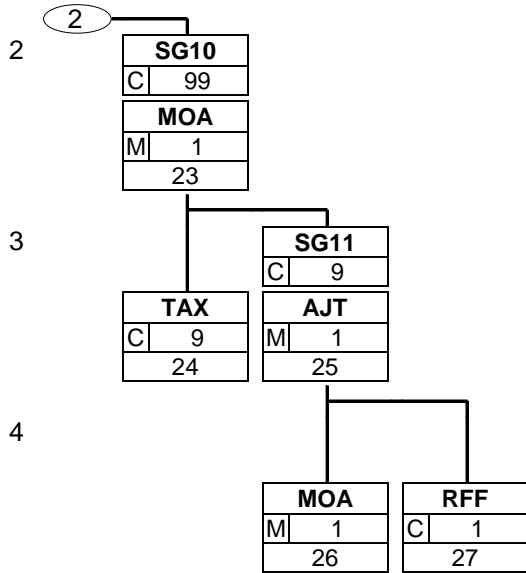 2
2
SG10
C 99
MOA
M 1
23
3
SG11
C 9
TAX AJT
C 9 M 1
24 25
4
MOA RFF
M 1 C 1
26 27